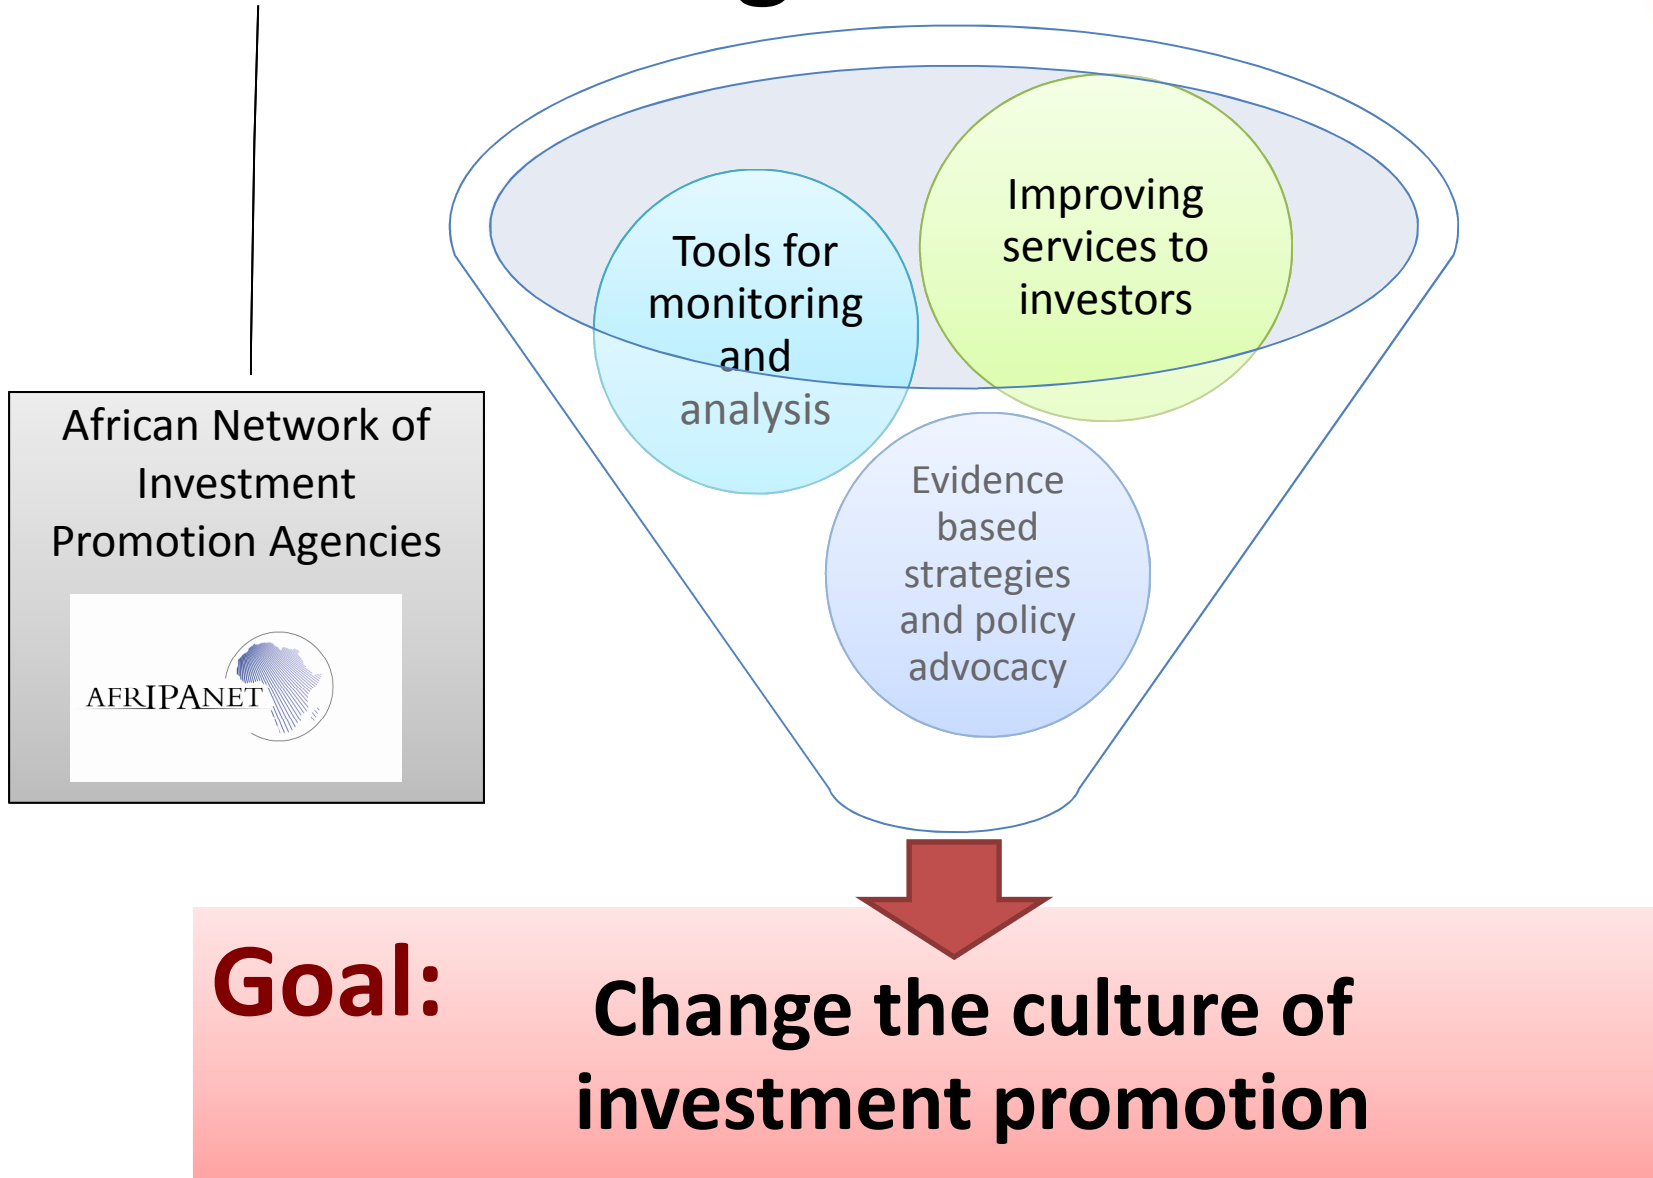 African Network of
Investment
Promotion Agencies
AFRIPANET
Tools for
monitoring
and
analysis
Improving
services to
investors
Evidence
based
strategies
and policy
advocacy
Goal:
Change the culture of
investment promotion